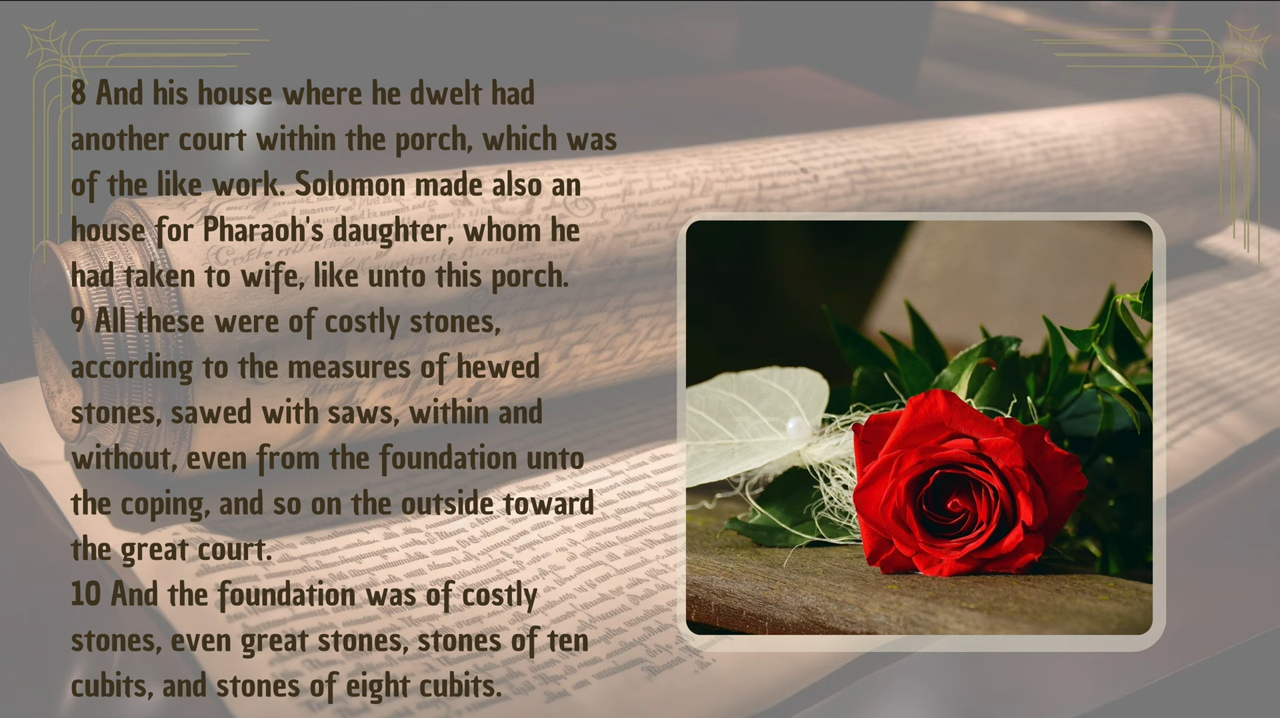 8 And his house where he dwelt had
another court within the porch, which was
of the like work. Solomon made also an
house for Pharaoh's daughter, whom he
had taken to wife, like unto this porch.
9 All these were of costly stones,
according to the measures of hewed
stones, sawed with saws, within and
without, even from the foundation unto
the coping, and so on the outside toward
the great court.
10 And the foundation was of costly
stones, even great stones, stones of ten
cubits, and stones of eight cubits.